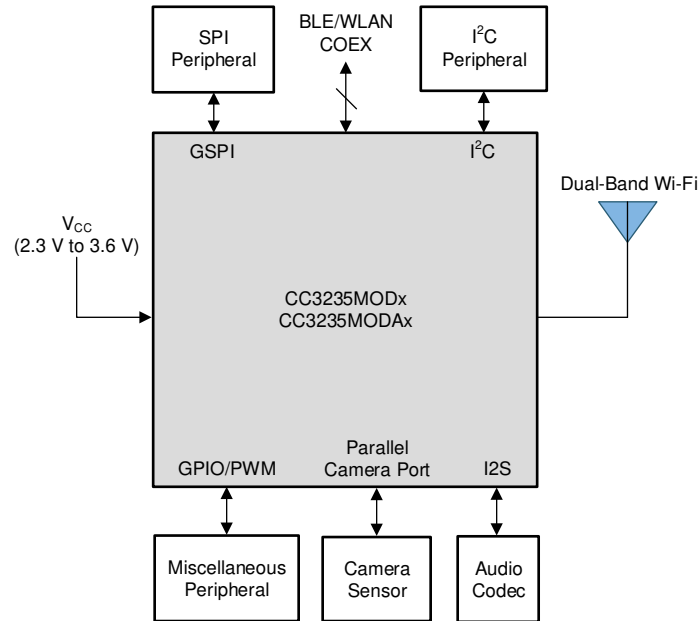 SPI
Peripheral
BLE/WLAN
COEX
I²C
Peripheral
GSPI
I²C
Dual-Band Wi-Fi
VCC
(2.3 V to 3.6 V)
CC3235MODx
CC3235MODAx
GPIO/PWM
Parallel
Camera Port
I2S
Miscellaneous
Peripheral
Camera
Sensor
Audio
Codec